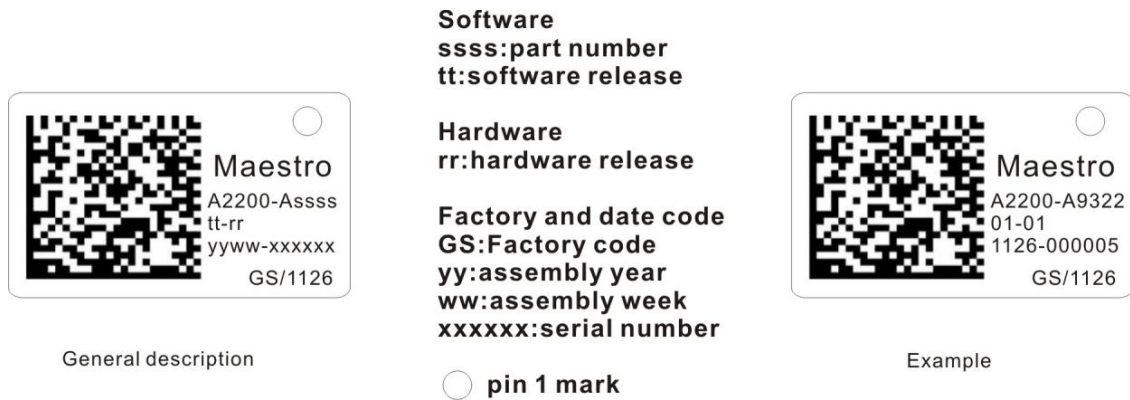 Maestro
A2200-Assss
tt-rr
yyww-xxxxxx
GS/1126
General description
Software
ssss:part number
tt:software release
Hardware
rr:hardware release
Factory and date code
GS:Factory code
yy:assembly year
ww:assembly week
xxxxxx:serial number
pin 1 mark
Maestro
A2200-A9322
01-01
1126-000005
GS/1126
Example